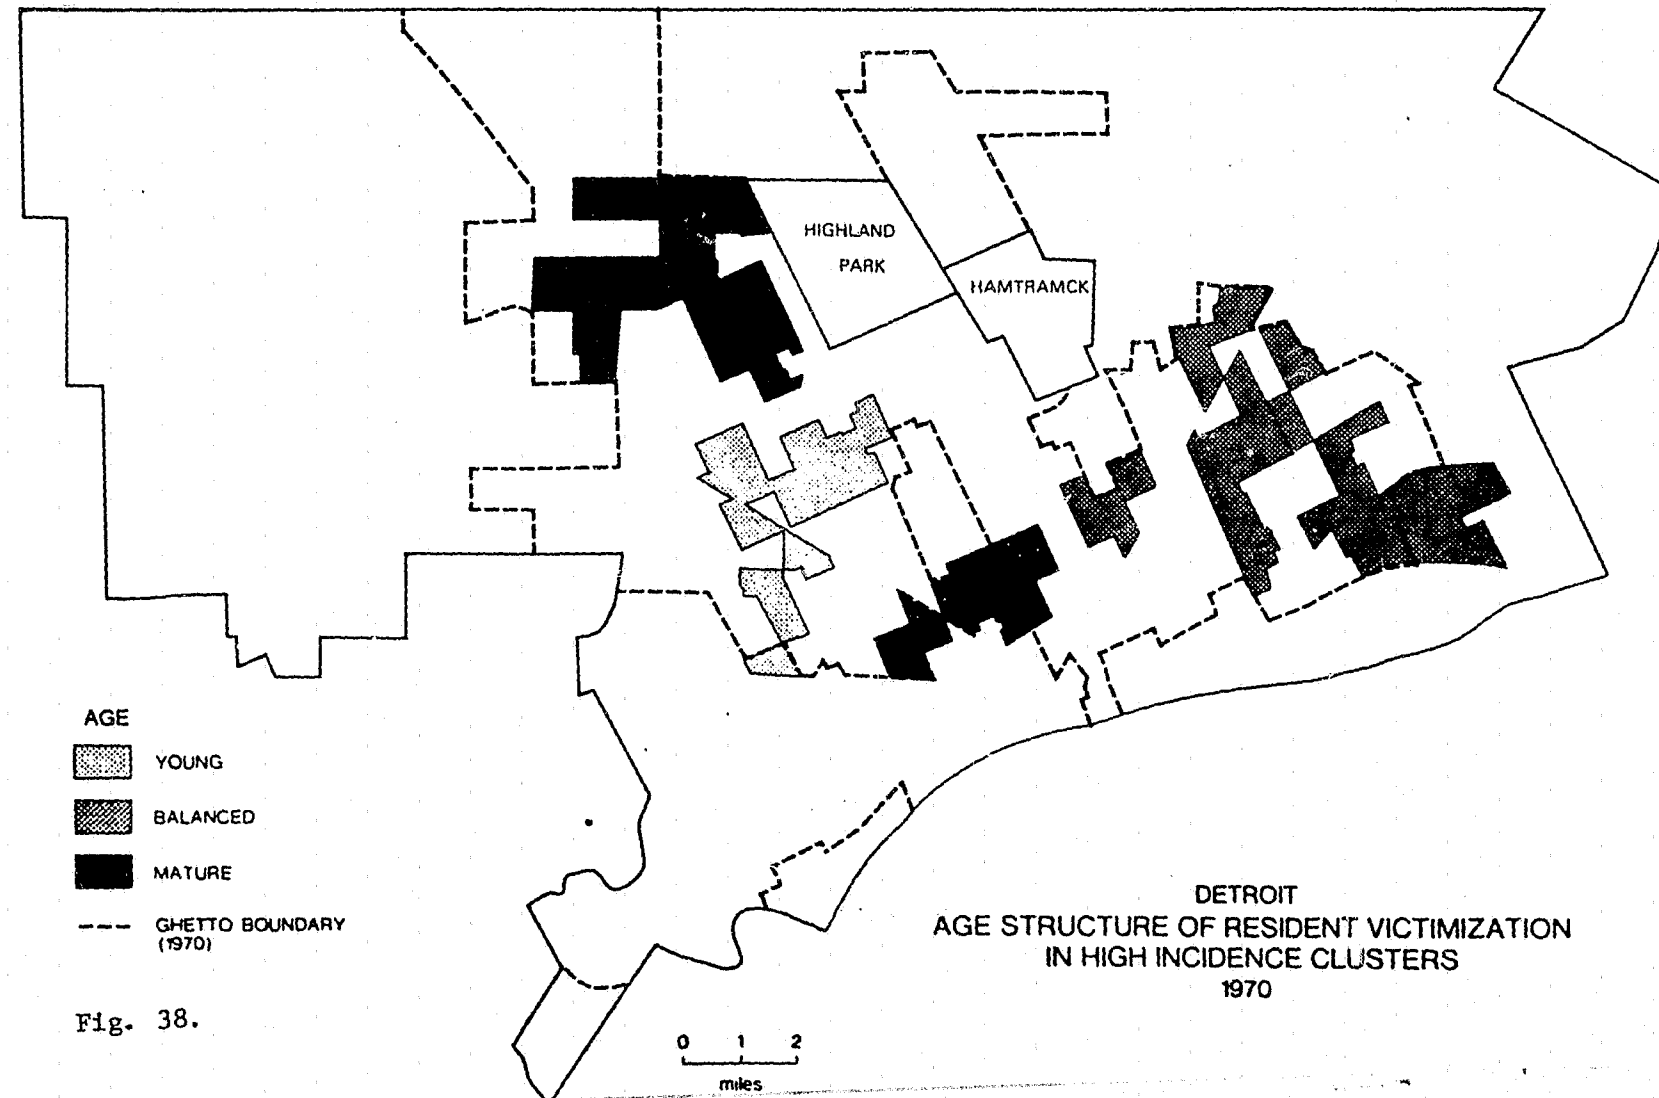 HIGHLAND
PARK
HAMTRAMCK
AGE
YOUNG
BALANCED
MATURE
GHETTO BOUNDARY
(1970)
Fig. 38.
0 1 2
miles
DETROIT
AGE STRUCTURE OF RESIDENT VICTIMIZATION
IN HIGH INCIDENCE CLUSTERS
1970